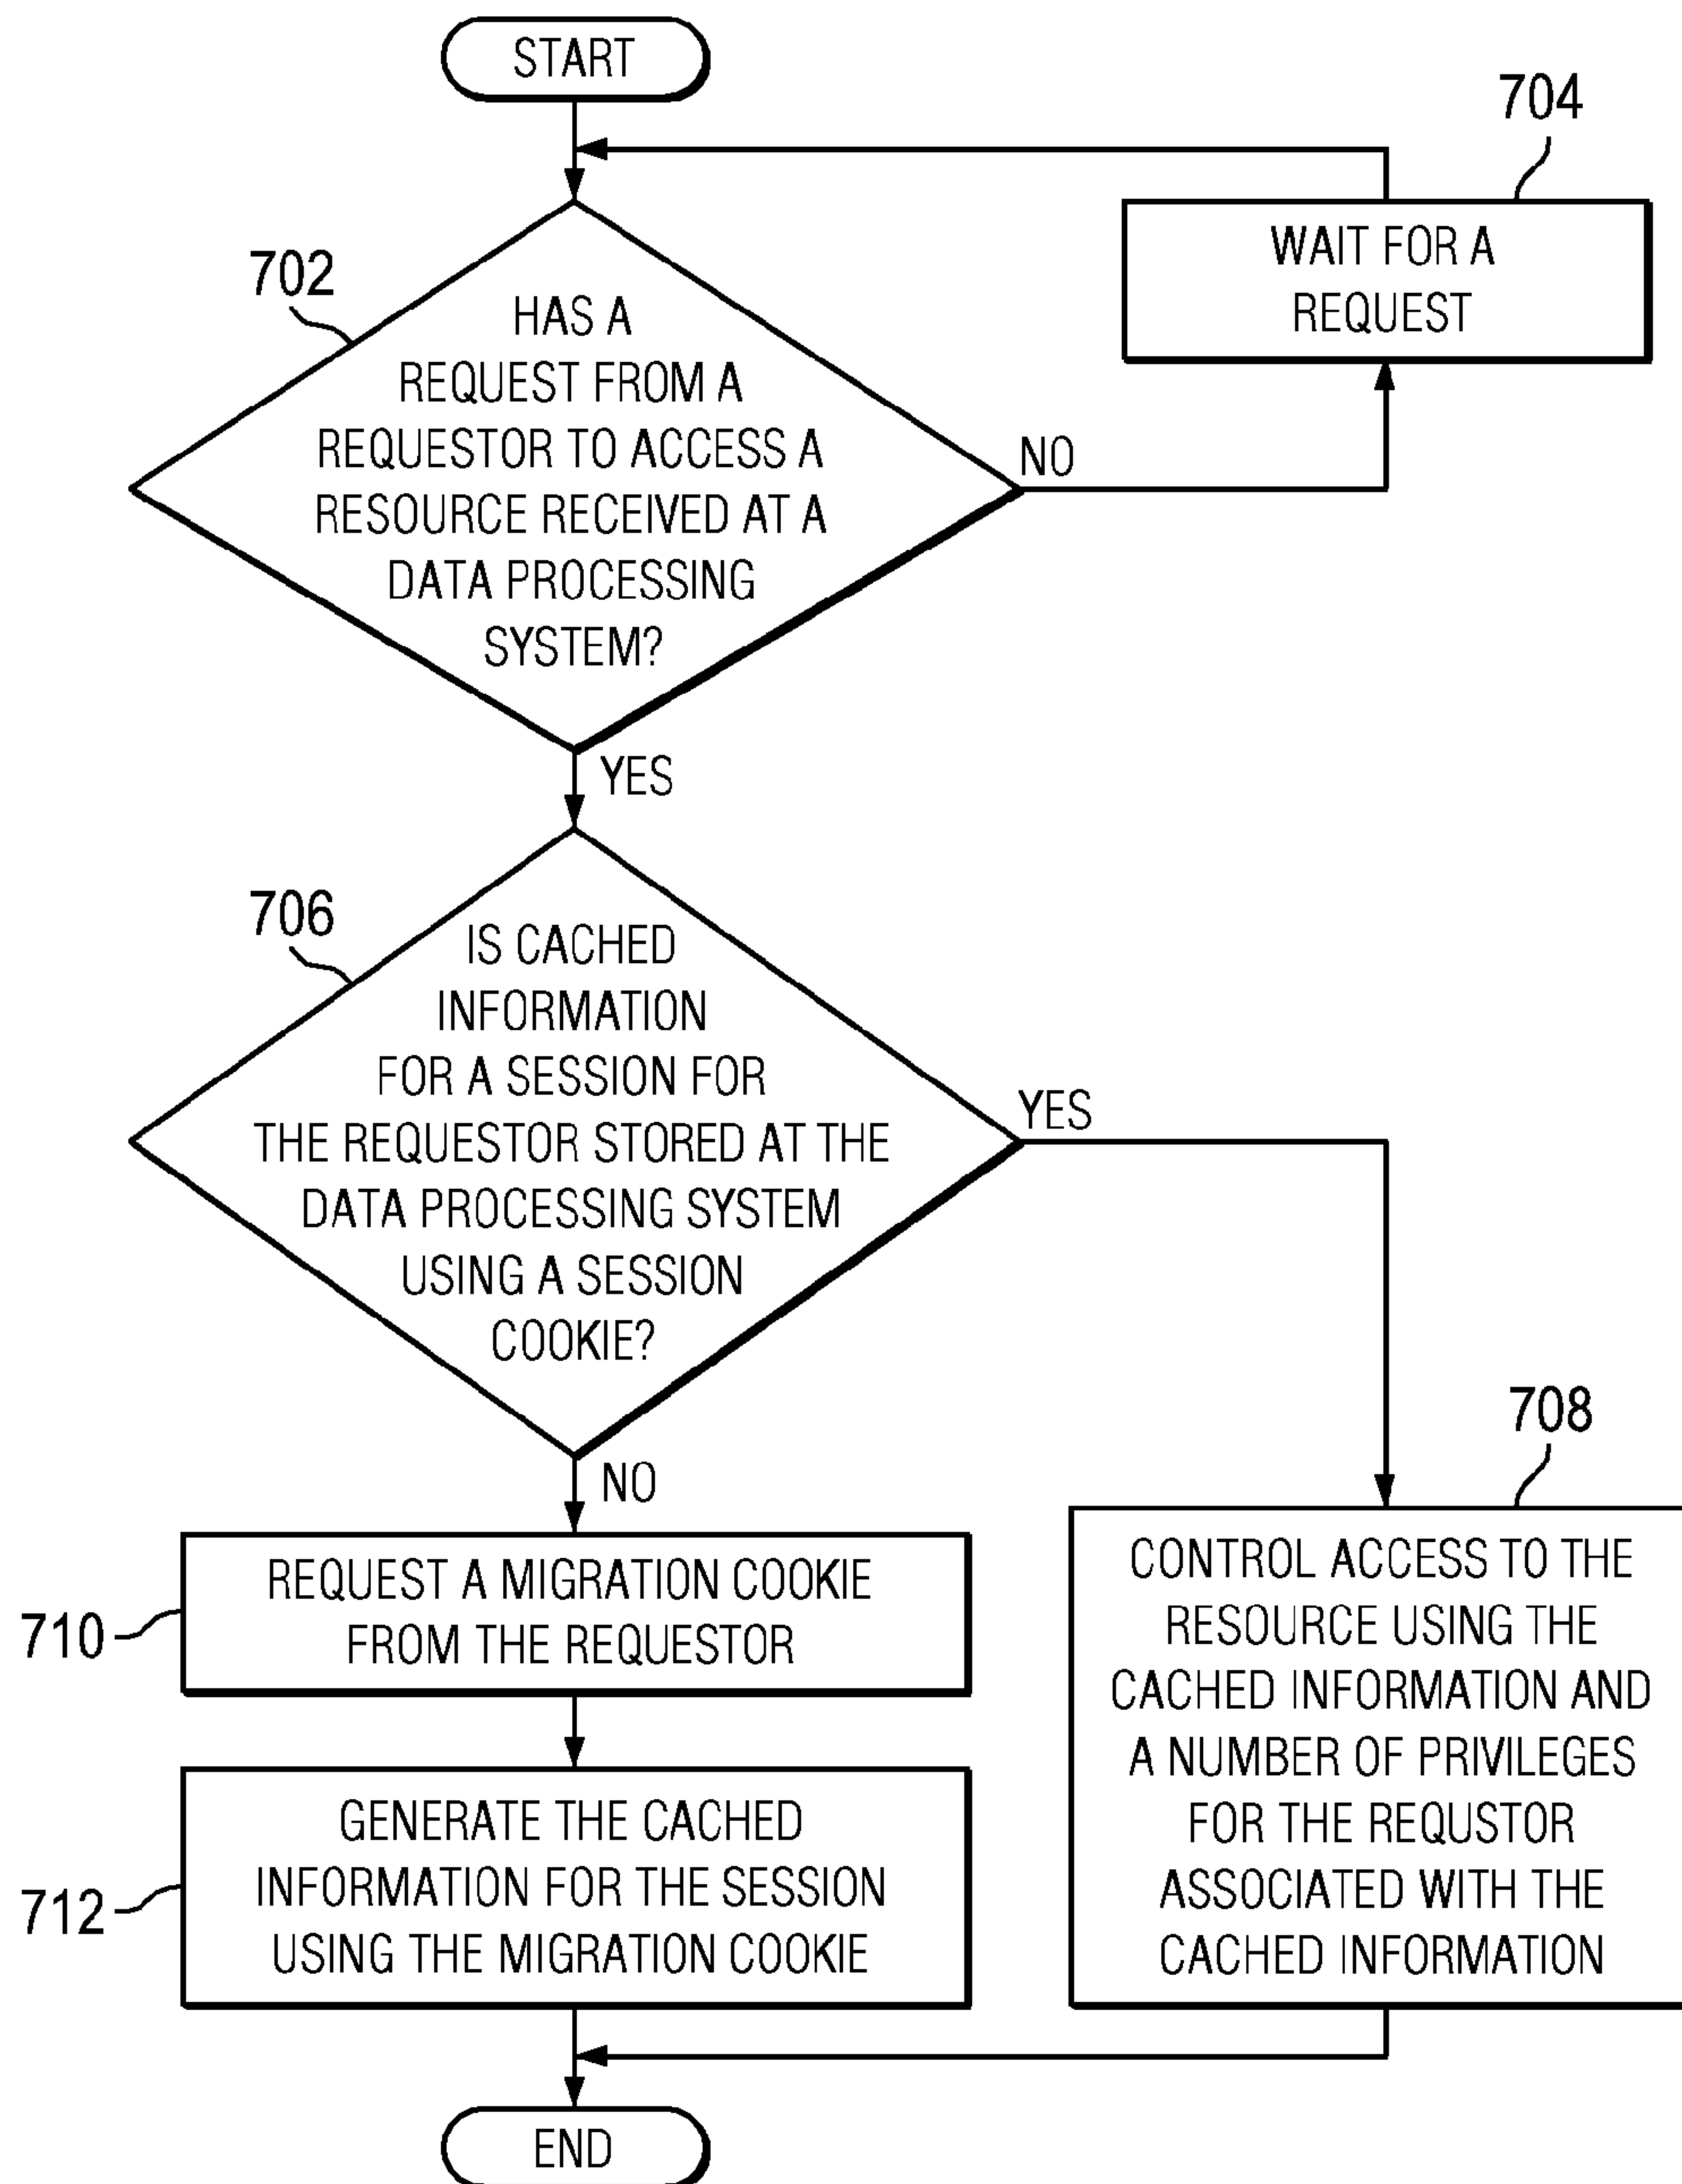 START
704
WAIT FOR A
REQUEST
702
HAS A
REQUEST FROM A
REQUESTOR TO ACCESS A
RESOURCE RECEIVED AT A
DATA PROCESSING
SYSTEM?
NO
YES
706
IS CACHED
INFORMATION
FOR A SESSION FOR
THE REQUESTOR STORED AT THE
DATA PROCESSING SYSTEM
USING A SESSION
COOKIE?
YES
NO
708
CONTROL ACCESS TO THE
RESOURCE USING THE
CACHED INFORMATION AND
A NUMBER OF PRIVILEGES
FOR THE REQUSTOR
ASSOCIATED WITH THE
CACHED INFORMATION
710
REQUEST A MIGRATION COOKIE
FROM THE REQUESTOR
712
GENERATE THE CACHED
INFORMATION FOR THE SESSION
USING THE MIGRATION COOKIE
END